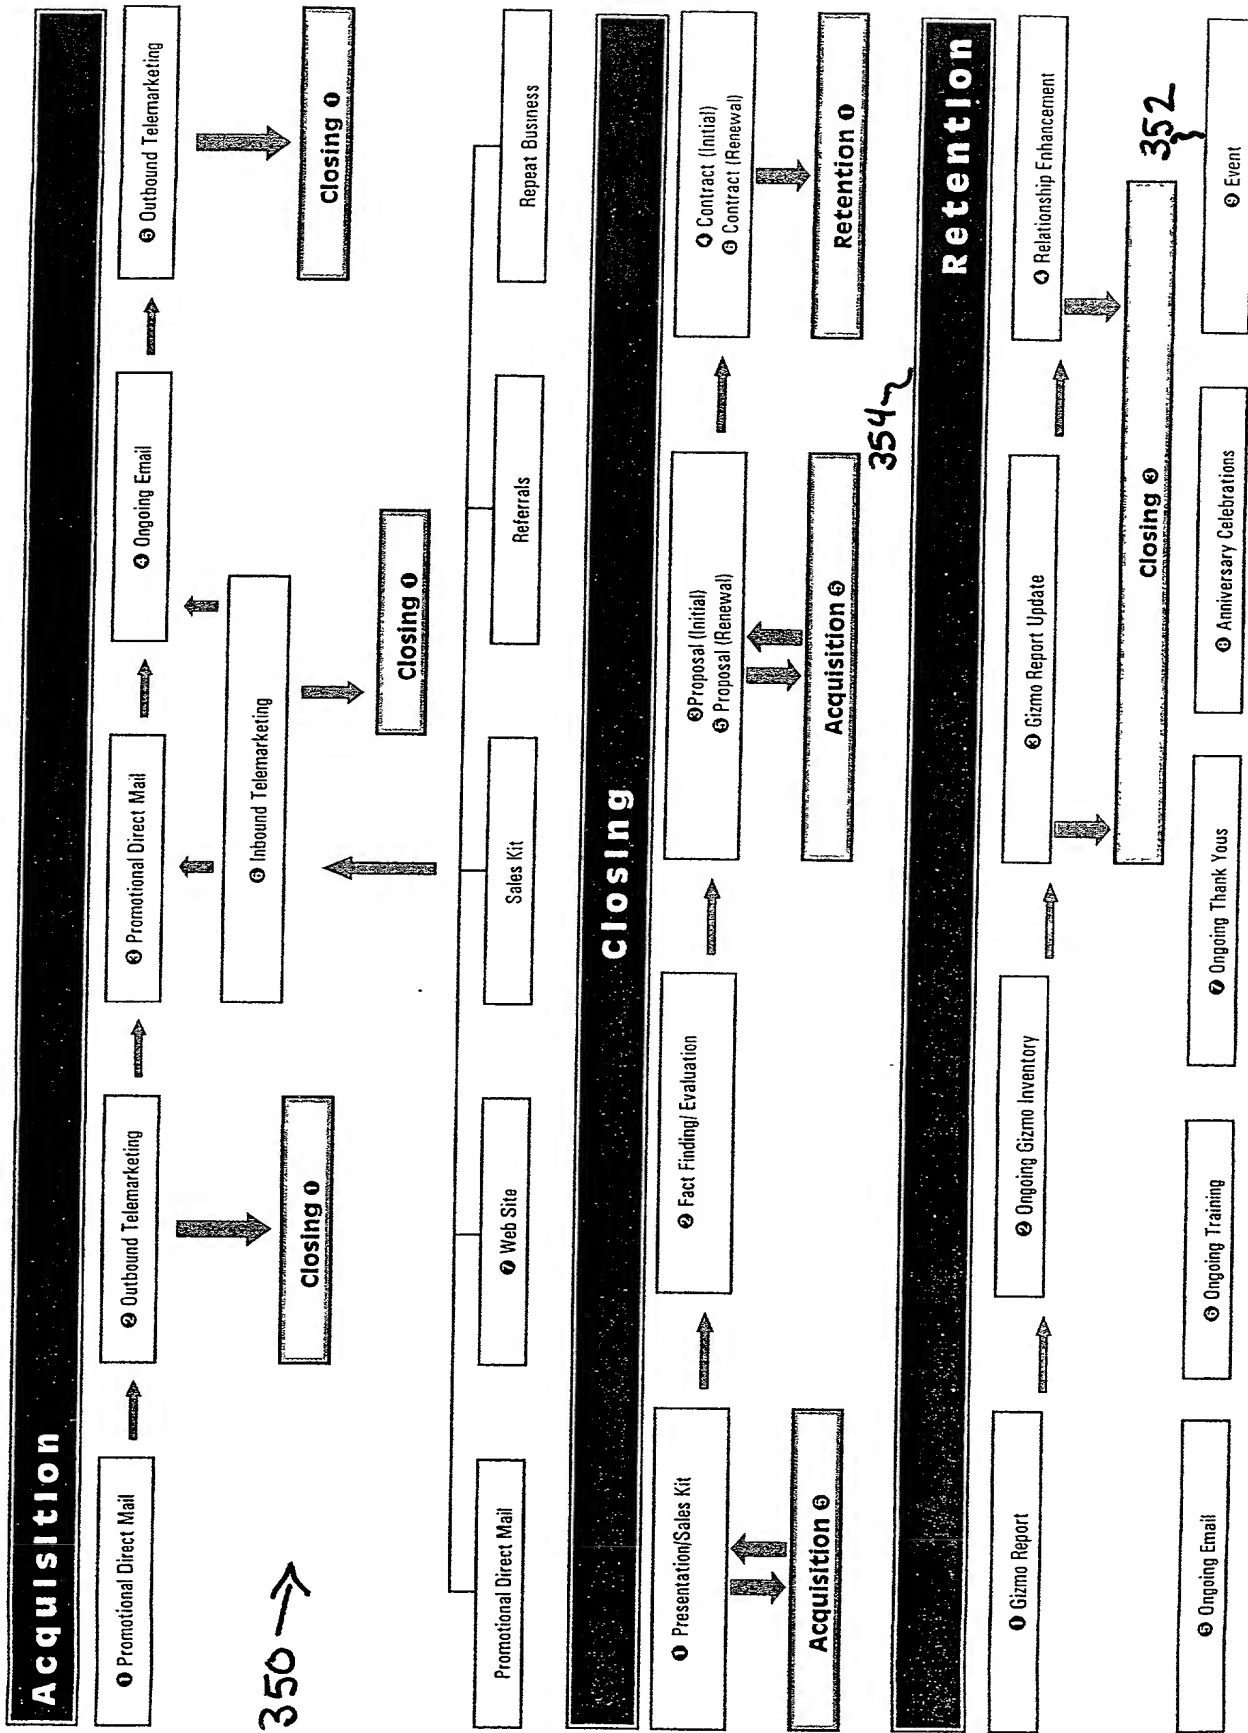 Acquisition
❶ Promotional Direct Mail
❷ Outbound Telemarketing
❸ Promotional Direct Mail
❹ Ongoing Email
❺ Outbound Telemarketing
❻ Inbound Telemarketing
Closing ❶
Closing ❶
Closing ❶
350
Promotional Direct Mail
❼ Web Site
Sales Kit
Referrals
Repeat Business
Closing
❶ Presentation/Sales Kit
❷ Fact Finding/ Evaluation
❸ Proposal (Initial)
❺ Proposal (Renewal)
❹ Contract (Initial)
❻ Contract (Renewal)
Acquisition ❺
Acquisition ❺
Retention ❶
354
Retention
❶ Gizmo Report
❷ Ongoing Gizmo Inventory
❸ Gizmo Report Update
❹ Relationship Enhancement
Closing ❸
352
❺ Ongoing Email
❻ Ongoing Training
❼ Ongoing Thank Yous
❽ Anniversary Celebrations
❾ Event